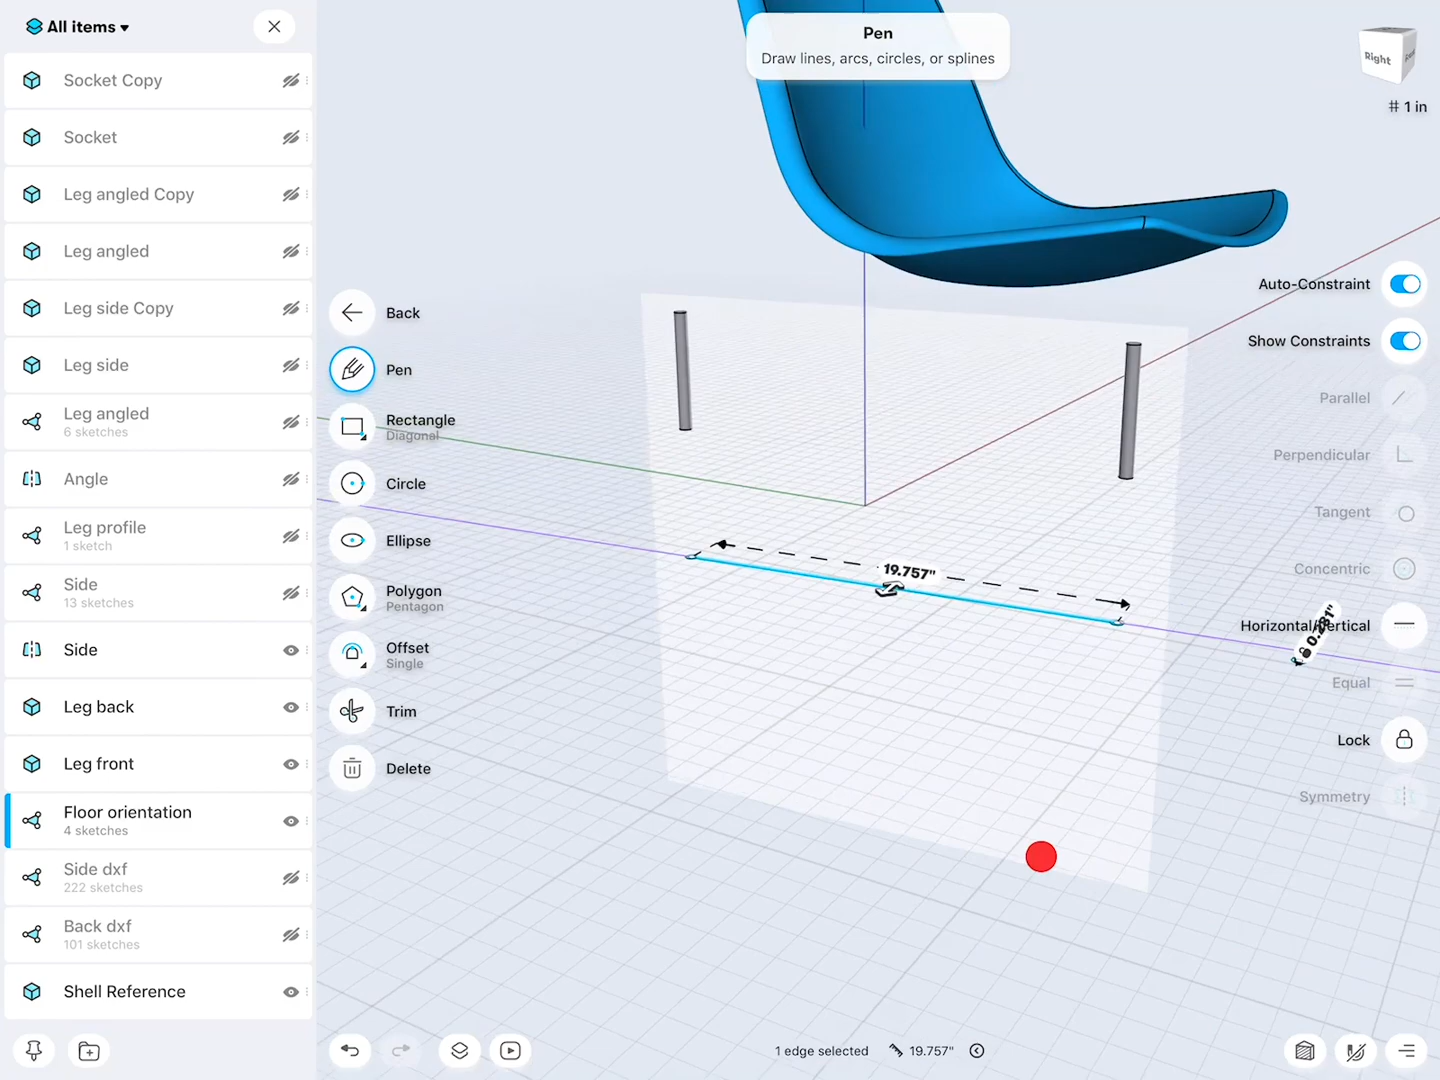 All items
Socket Copy
Socket
Leg angled Copy
Leg angled
Leg side Copy
Leg side
Leg angled
6 sketches
Angle
Leg profile
1 sketch
Side
13 sketches
Side
Leg back
Leg front
Floor orientation
4 sketches
Side dxf
222 sketches
Back dxf
101 sketches
Shell Reference
Pen
Draw lines, arcs, circles, or splines
Right
1 in
Back
Pen
Rectangle
Diagonal
Circle
Ellipse
Polygon
Pentagon
Offset
Single
Trim
Delete
19.757"
Auto-Constraint
Show Constraints
Parallel
Perpendicular
Tangent
Concentric
Horizontal/Vertical
Equal
Lock
Symmetry
1 edge selected
19.757"